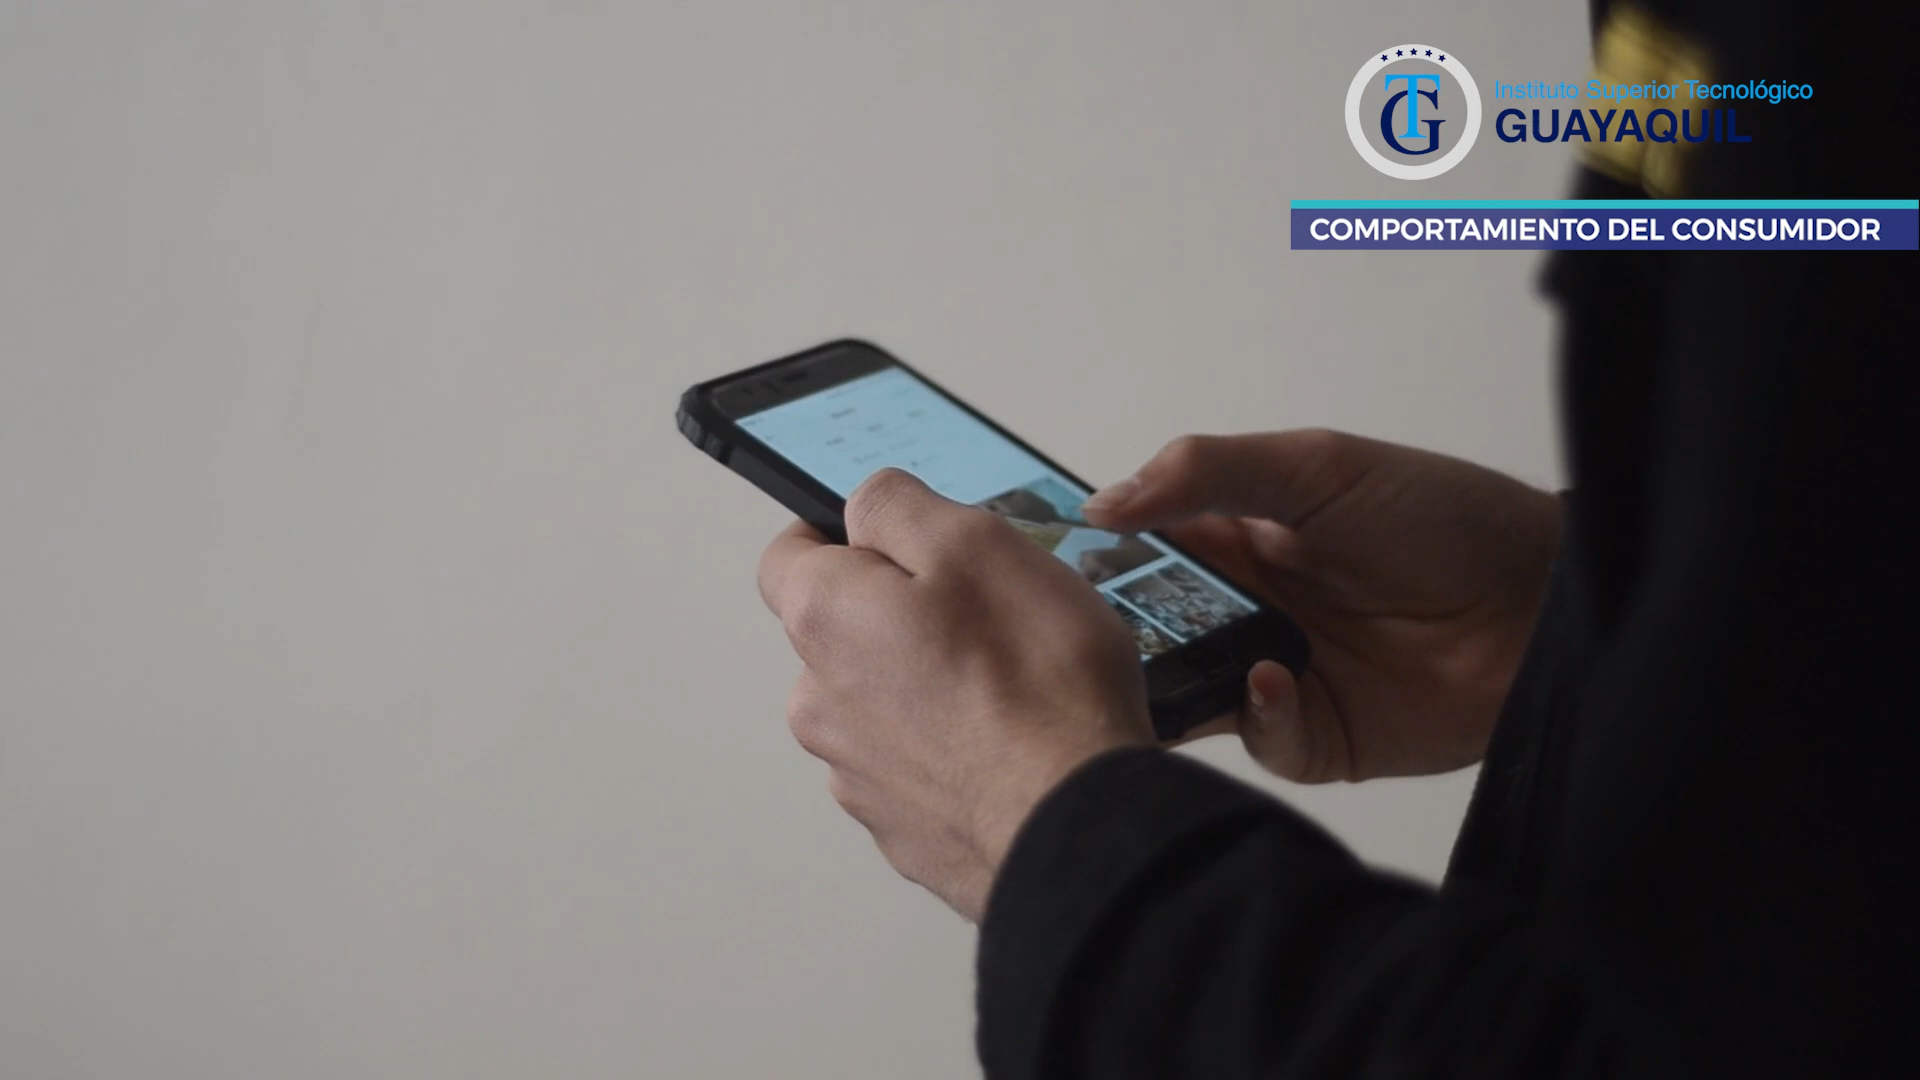 TG
Instituto Superior Tecnológico
GUAYAQUIL
COMPORTAMIENTO DEL CONSUMIDOR